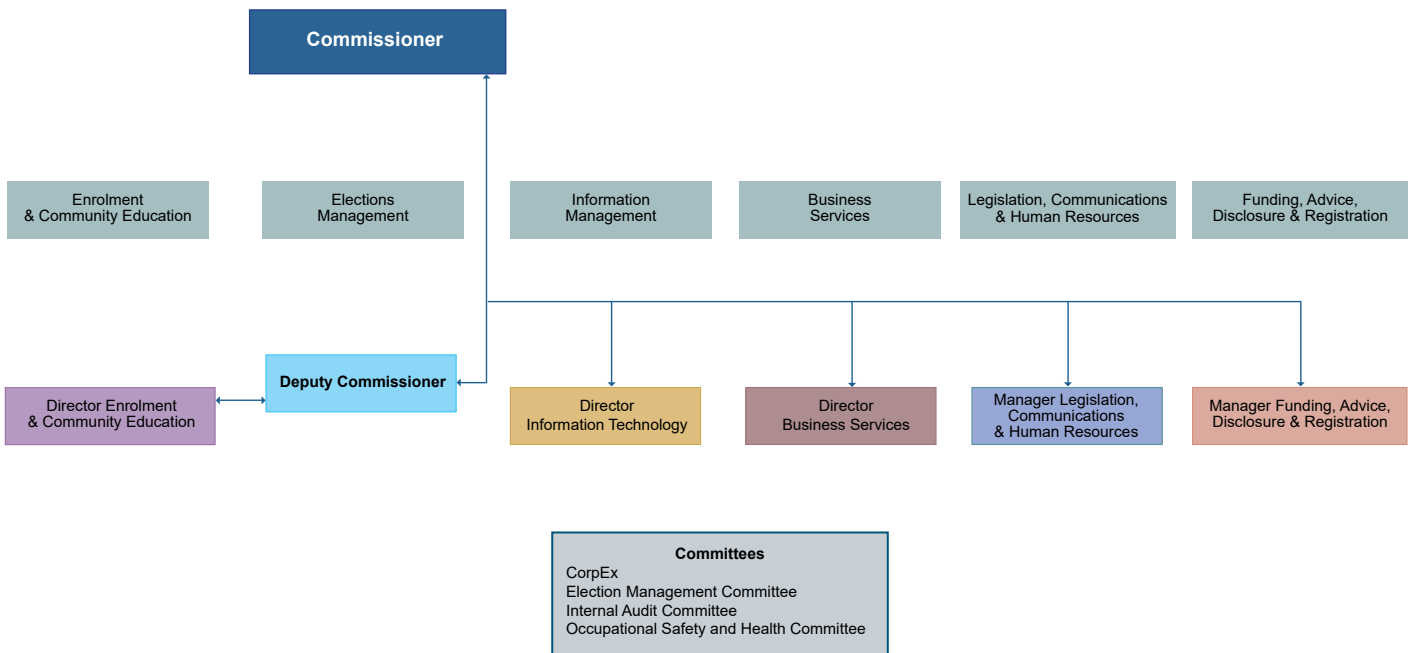 Commissioner
Enrolment
& Community Education
Elections
Management
Information
Management
Business
Services
Legislation, Communications
& Human Resources
Funding, Advice,
Disclosure & Registration
Deputy Commissioner
Director Enrolment
& Community Education
Director
Information Technology
Director
Business Services
Manager Legislation,
Communications
& Human Resources
Manager Funding, Advice,
Disclosure & Registration
Committees
CorpEx
Election Management Committee
Internal Audit Committee
Occupational Safety and Health Committee